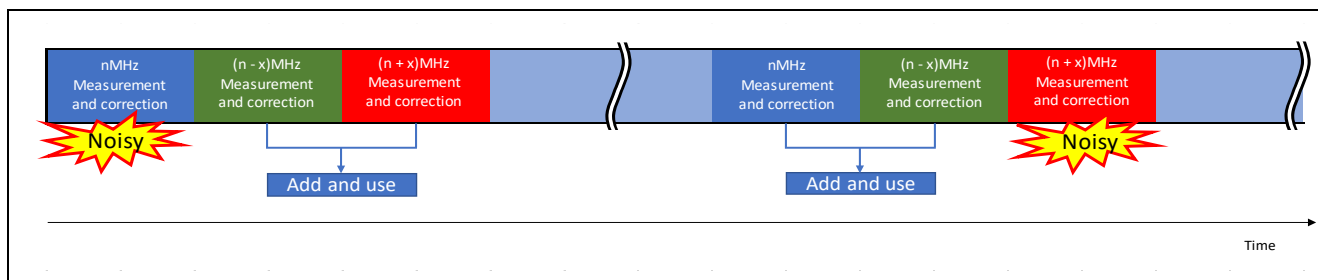 nMHz
Measurement
and correction
(n - x)MHz
Measurement
and correction
(n + x)MHz
Measurement
and correction
nMHz
Measurement
and correction
(n - x)MHz
Measurement
and correction
(n + x)MHz
Measurement
and correction
Noisy
Noisy
Add and use
Add and use
Time